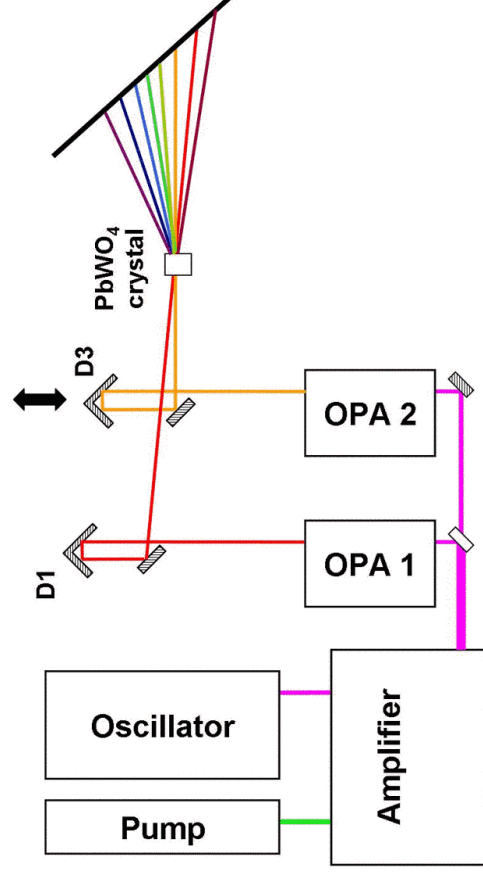 PbWO4
crystal
D3
D1
OPA 2
OPA 1
Oscillator
Amplifier
Pump